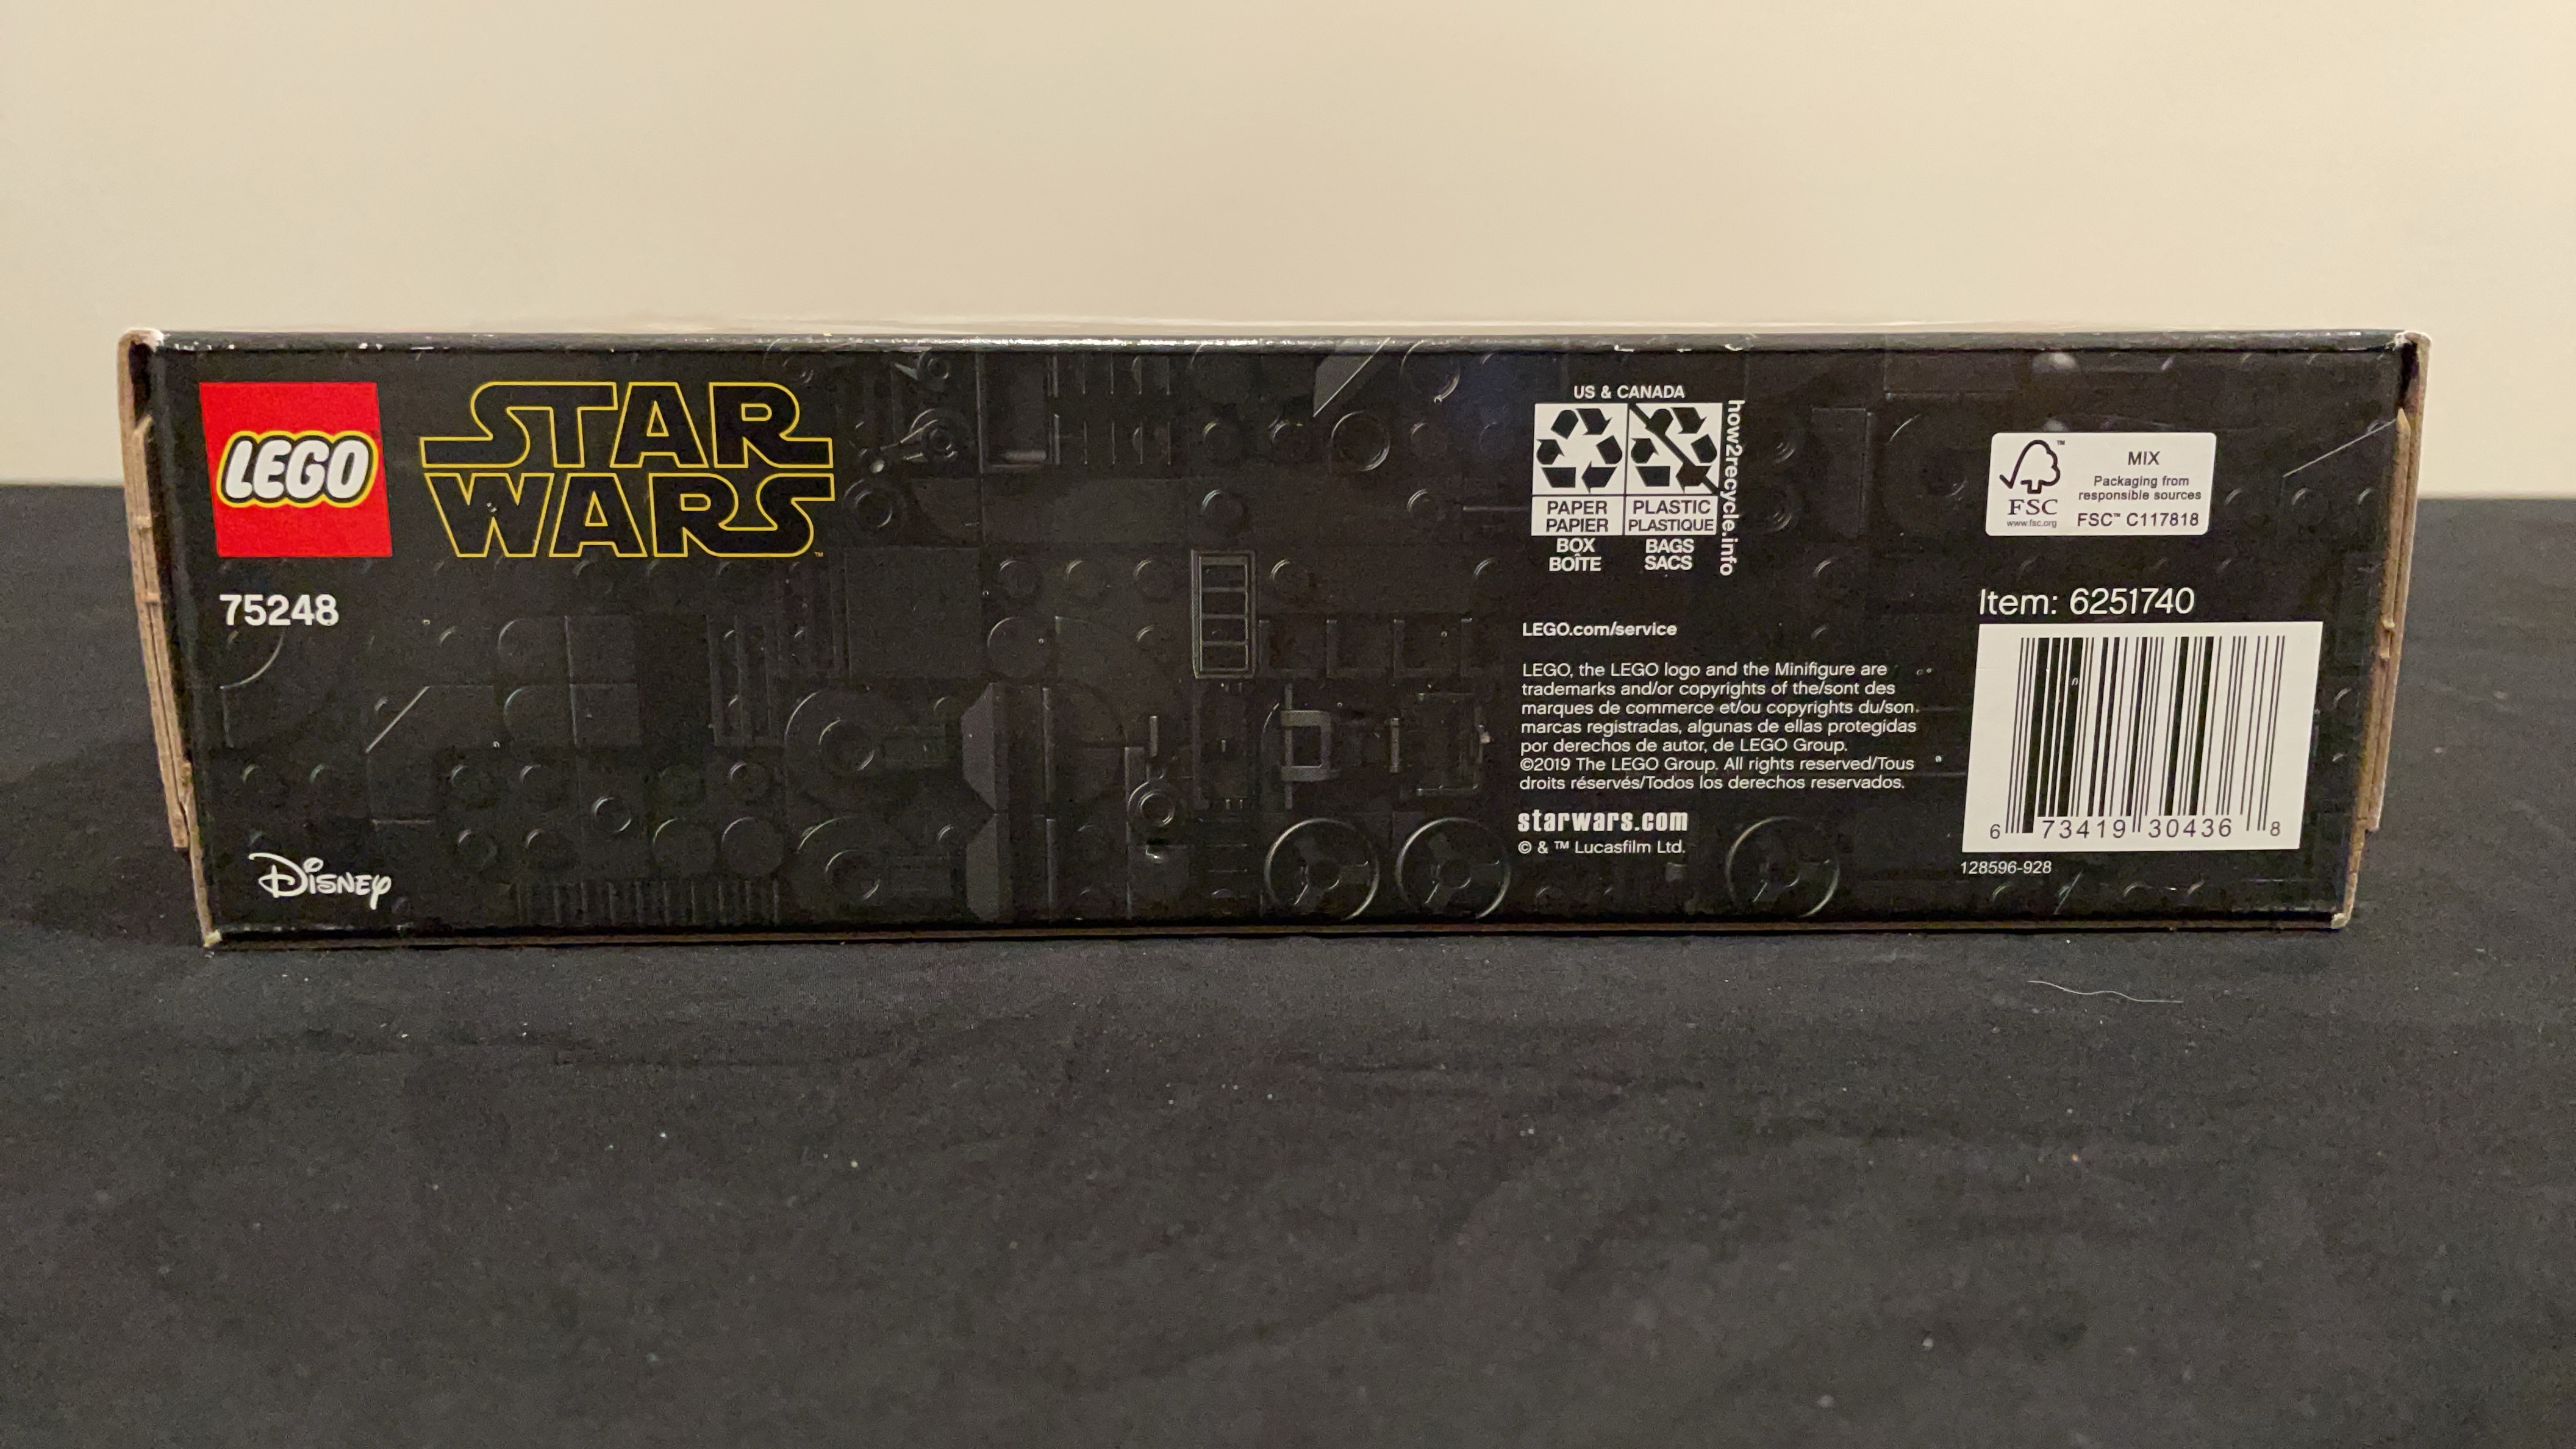 LEGO
STAR
WARS™
75248
Disney
US & CANADA
PAPER
PAPIER
PLASTIC
PLASTIQUE
BOX
BOÎTE
BAGS
SACS
how2recycle.info
LEGO.com/service
LEGO, the LEGO logo and the Minifigure are
trademarks and/or copyrights of the/sont des
marques de commerce et/ou copyrights du/son
marcas registradas, algunas de ellas protegidas
por derechos de autor, de LEGO Group.
©2019 The LEGO Group. All rights reserved/Tous
droits réservés/Todos los derechos reservados.
starwars.com
© & ™ Lucasfilm Ltd.
™
FSC
www.fsc.org
MIX
Packaging from
responsible sources
FSC™ C117818
Item: 6251740
6 73419 30436 8
128596-928